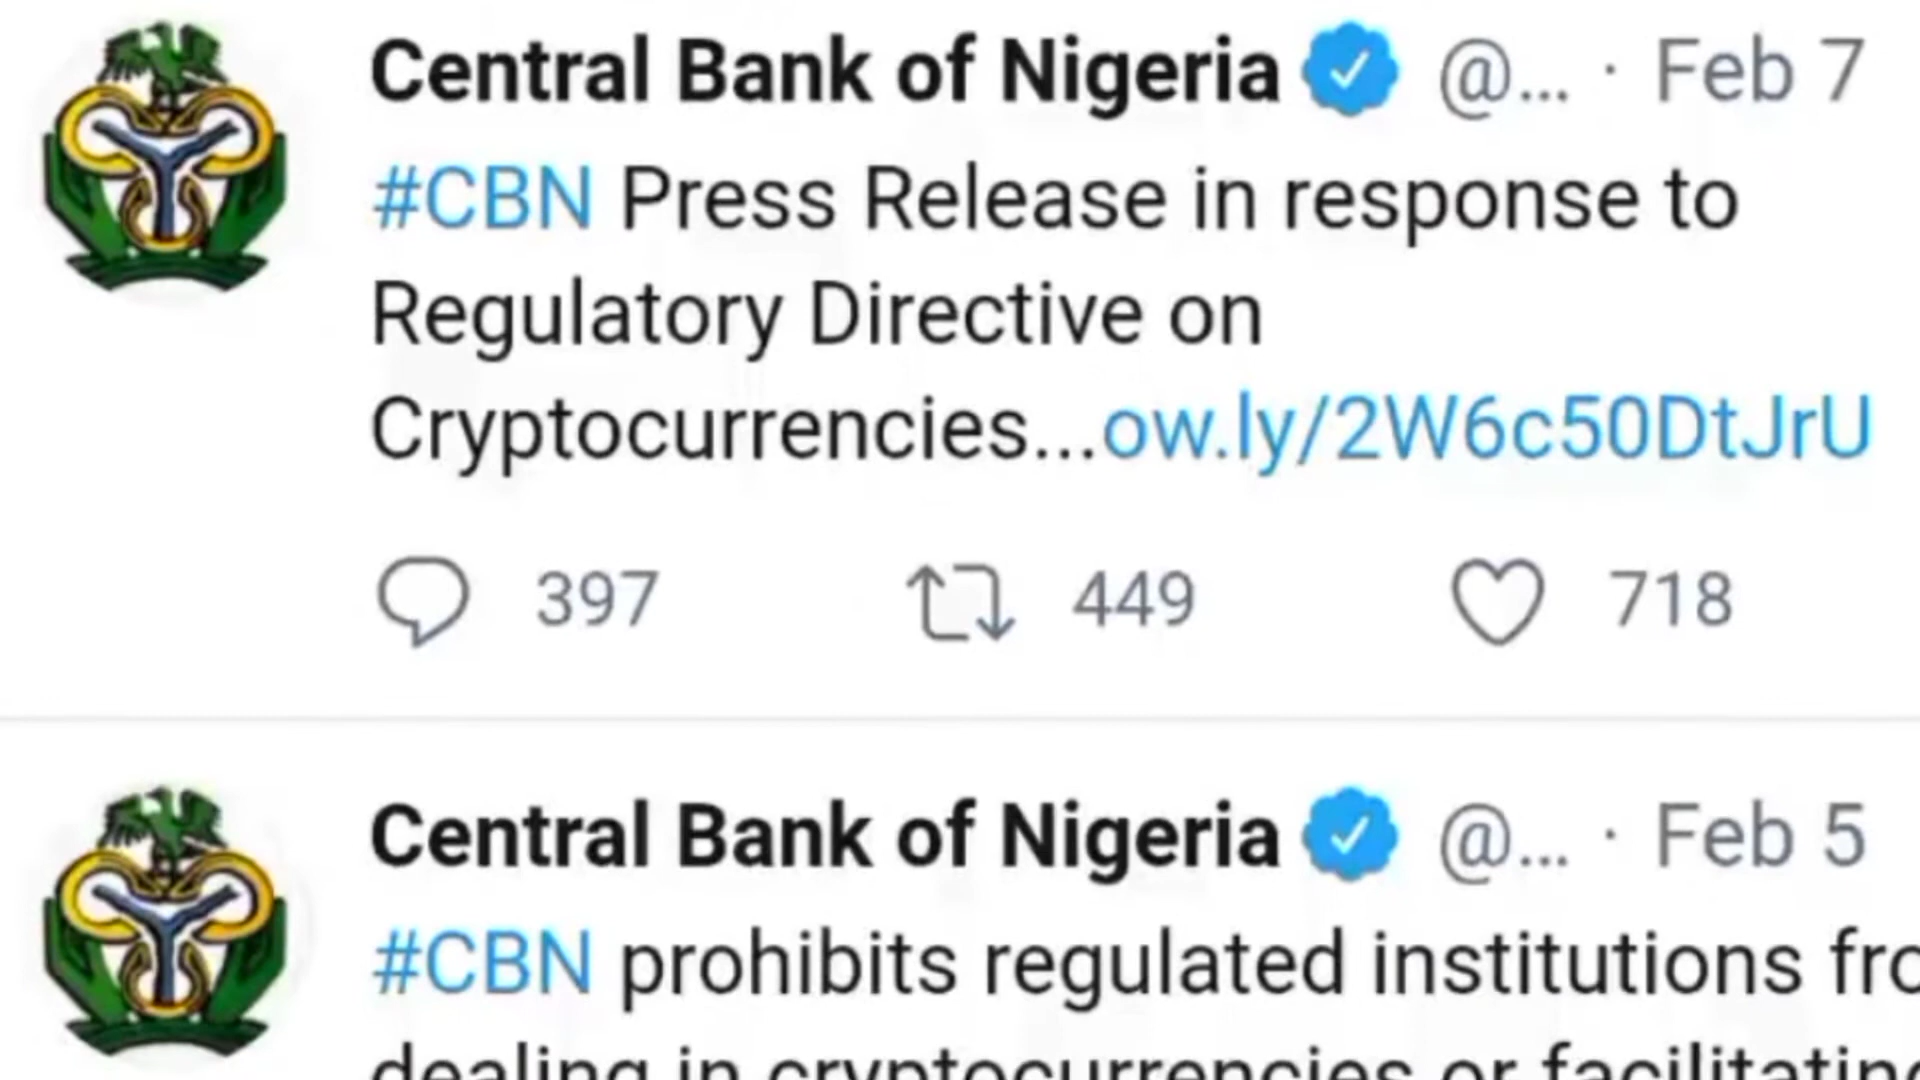 Central Bank of Nigeria @... · Feb 7
#CBN Press Release in response to
Regulatory Directive on
Cryptocurrencies...ow.ly/2W6c50DtJrU
397 449 718
Central Bank of Nigeria @... · Feb 5
#CBN prohibits regulated institutions fro
dealing in cryptocurrencies or facilitating